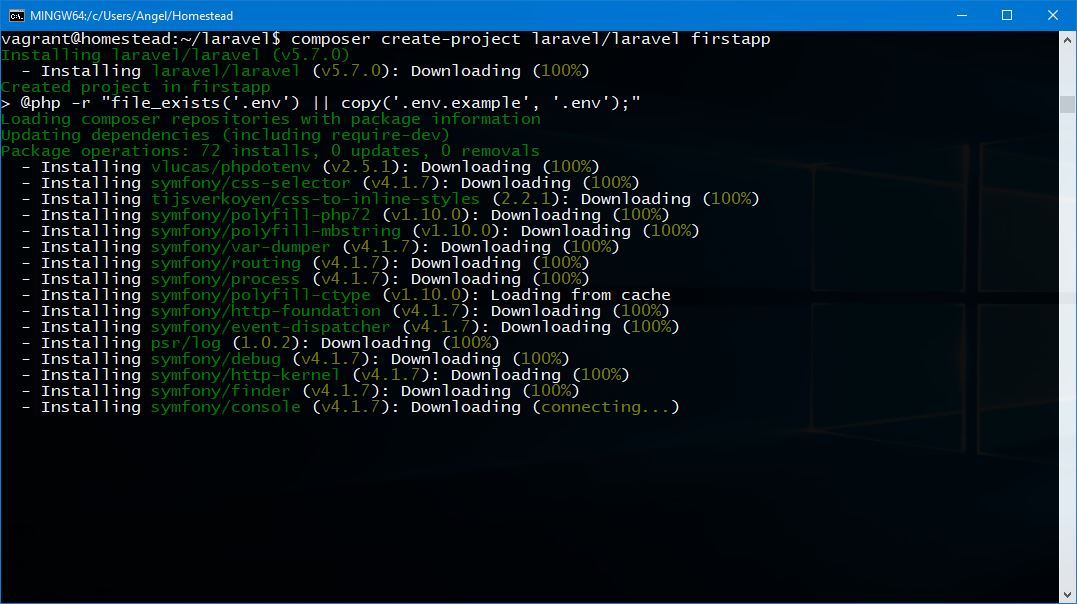 MINGW64:/c/Users/Angel/Homestead
vagrant@homestead:~/laravel$ composer create-project laravel/laravel firstapp
Installing laravel/laravel (v5.7.0)
  - Installing laravel/laravel (v5.7.0): Downloading (100%)
Created project in firstapp
> @php -r "file_exists('.env') || copy('.env.example', '.env');"
Loading composer repositories with package information
Updating dependencies (including require-dev)
Package operations: 72 installs, 0 updates, 0 removals
  - Installing vlucas/phpdotenv (v2.5.1): Downloading (100%)
  - Installing symfony/css-selector (v4.1.7): Downloading (100%)
  - Installing tijsverkoyen/css-to-inline-styles (2.2.1): Downloading (100%)
  - Installing symfony/polyfill-php72 (v1.10.0): Downloading (100%)
  - Installing symfony/polyfill-mbstring (v1.10.0): Downloading (100%)
  - Installing symfony/var-dumper (v4.1.7): Downloading (100%)
  - Installing symfony/routing (v4.1.7): Downloading (100%)
  - Installing symfony/process (v4.1.7): Downloading (100%)
  - Installing symfony/polyfill-ctype (v1.10.0): Loading from cache
  - Installing symfony/http-foundation (v4.1.7): Downloading (100%)
  - Installing symfony/event-dispatcher (v4.1.7): Downloading (100%)
  - Installing psr/log (1.0.2): Downloading (100%)
  - Installing symfony/debug (v4.1.7): Downloading (100%)
  - Installing symfony/http-kernel (v4.1.7): Downloading (100%)
  - Installing symfony/finder (v4.1.7): Downloading (100%)
  - Installing symfony/console (v4.1.7): Downloading (connecting...)